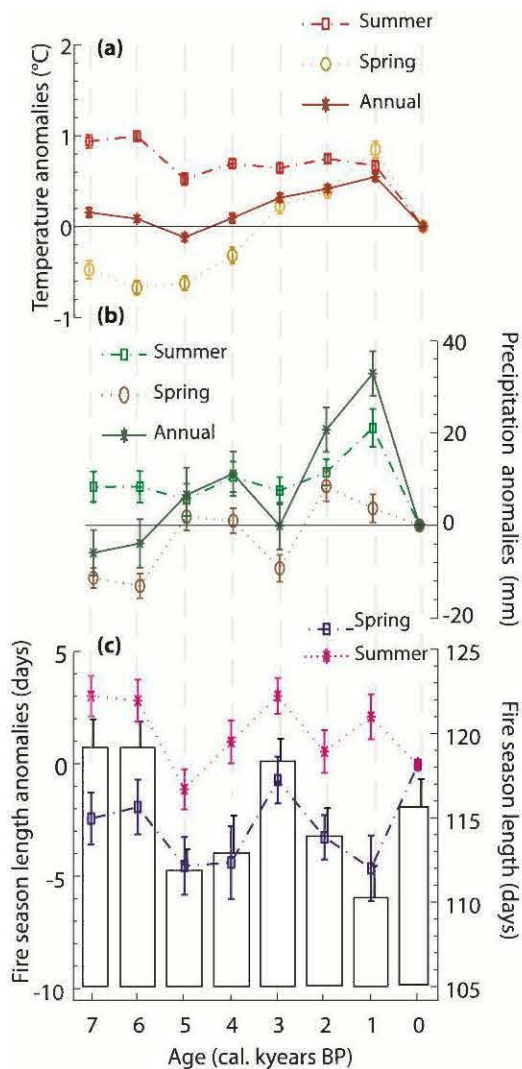 (a)
Summer
Spring
Annual
Temperature anomalies (°C)
2
1
0
-1
(b)
Summer
Spring
Annual
Precipitation anomalies (mm)
40
20
0
-20
(c)
Spring
Summer
Fire season length anomalies (days)
5
0
-5
-10
Fire season length (days)
125
120
115
110
105
7 6 5 4 3 2 1 0
Age (cal. kyears BP)